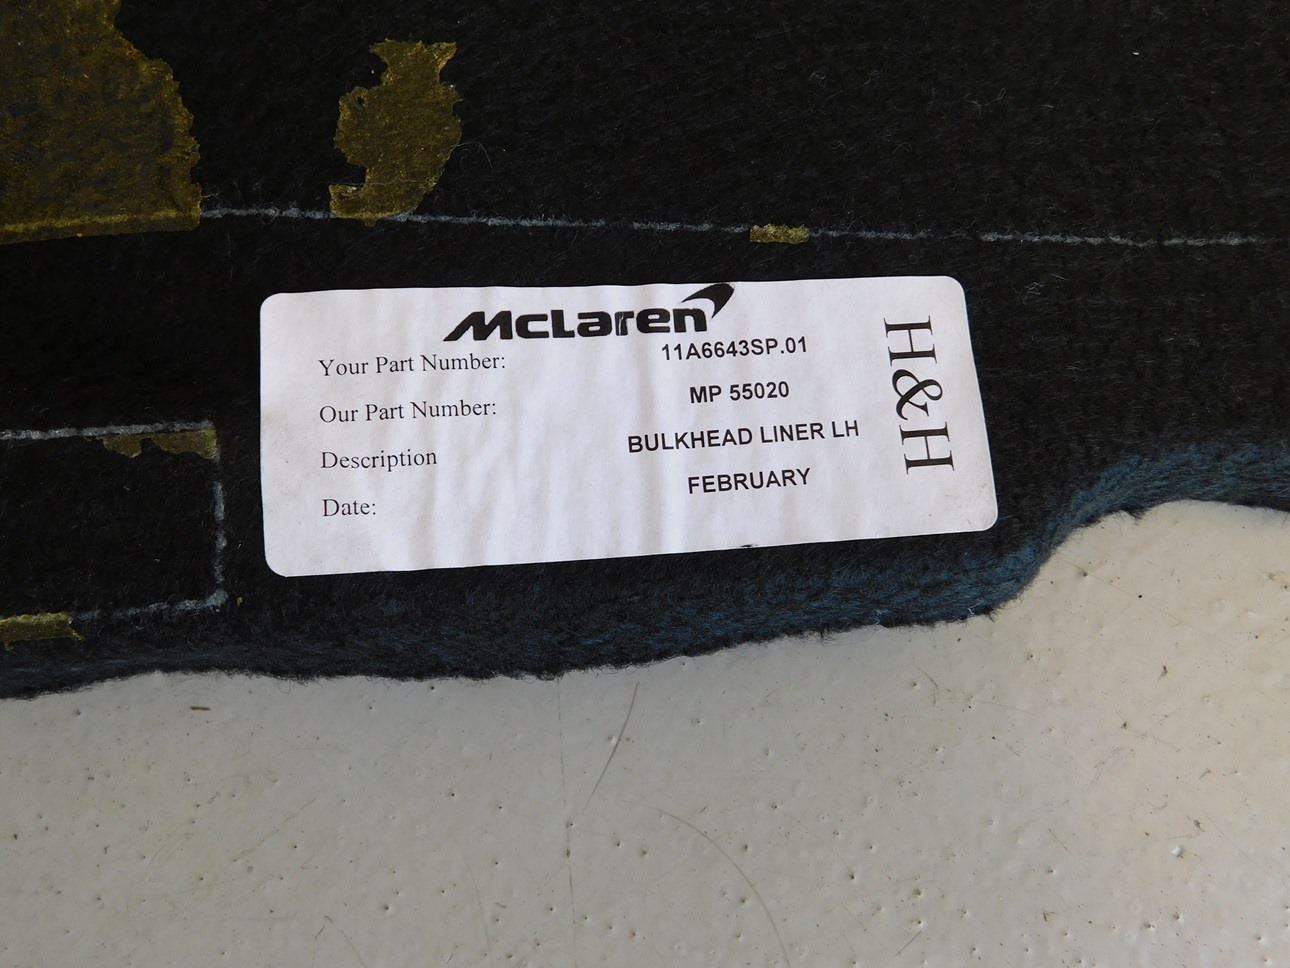 McLaren
Your Part Number: 11A6643SP.01
Our Part Number: MP 55020
Description BULKHEAD LINER LH
Date: FEBRUARY
H&H